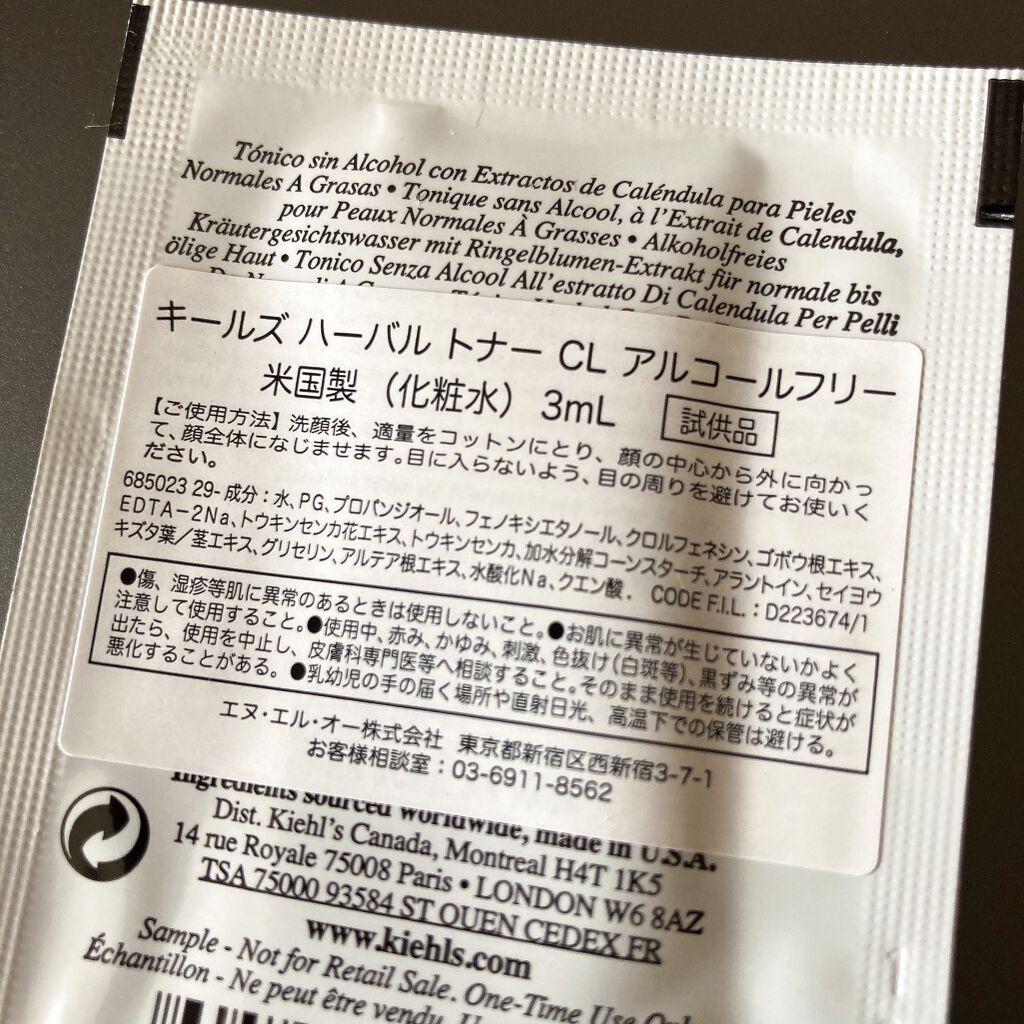 Tónico sin Alcohol con Extractos de Caléndula para Pieles
Normales A Grasas • Tonique sans Alcool, à l'Extrait de Calendula,
pour Peaux Normales À Grasses • Alkoholfreies
Kräutergesichtswasser mit Ringelblumen-Extrakt für normale bis
ölige Haut • Tonico Senza Alcool All'estratto Di Calendula Per Pelli
キールズ ハーバル トナー CL アルコールフリー
米国製 (化粧水) 3mL 試供品
【ご使用方法】洗顔後、適量をコットンにとり、顔の中心から外に向かっ
て、顔全体になじませます。目に入らないよう、目の周りを避けてお使いく
ださい。
685023 29- 成分:水、PG、プロパンジオール、フェノキシエタノール、クロルフェネシン、ゴボウ根エキス、
EDTA-2Na、トウキンセンカ花エキス、トウキンセンカ、加水分解コーンスターチ、アラントイン、セイヨウ
キズタ葉/茎エキス、グリセリン、アルテア根エキス、水酸化Na、クエン酸. CODE F.I.L.:D223674/1
●傷、湿疹等肌に異常のあるときは使用しないこと。●お肌に異常が生じていないかよく
注意して使用すること。●使用中、赤み、かゆみ、刺激、色抜け(白斑等)、黒ずみ等の異常が
出たら、使用を中止し、皮膚科専門医等へ相談すること。そのまま使用を続けると症状が
悪化することがある。●乳幼児の手の届く場所や直射日光、高温下での保管は避ける。
エヌ・エル・オー株式会社 東京都新宿区西新宿3-7-1
お客様相談室:03-6911-8562
Ingredients sourced worldwide, made in U.S.A.
Dist. Kiehl's Canada, Montreal H4T 1K5
14 rue Royale 75008 Paris • LONDON W6 8AZ
TSA 75000 93584 ST OUEN CEDEX FR
www.kiehls.com
Sample - Not for Retail Sale. One-Time Use Only.
Échantillon - Ne peut être vendu.